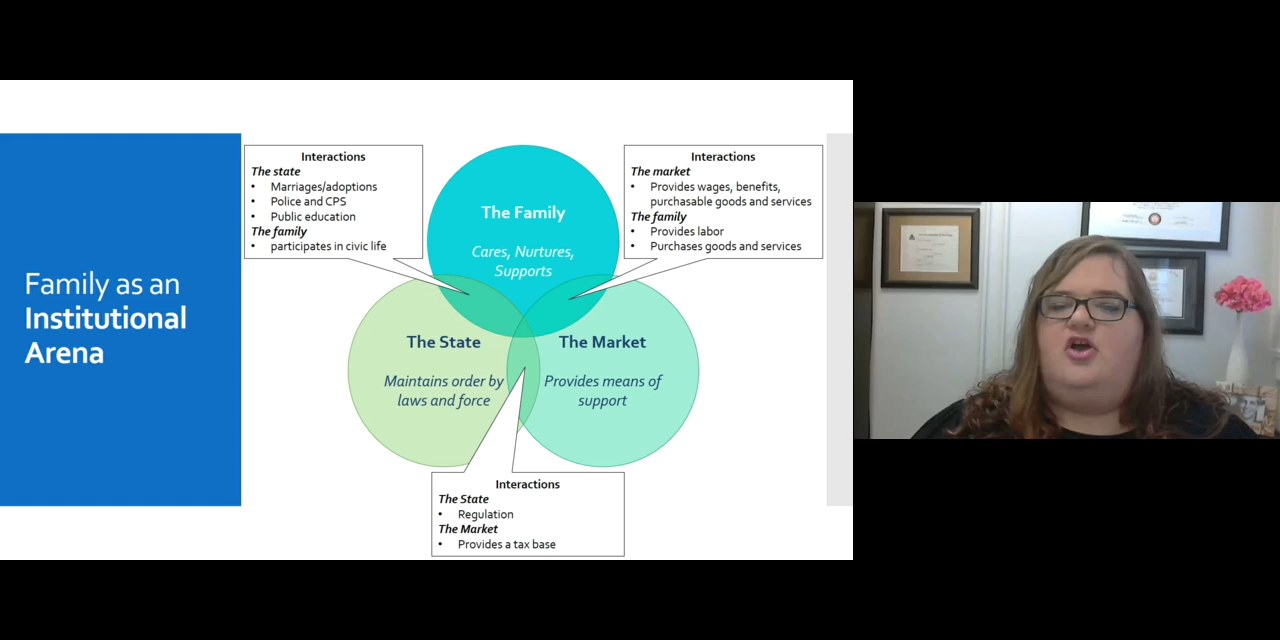 Family as an
Institutional
Arena
Interactions
The state
• Marriages/adoptions
• Police and CPS
• Public education
The family
• participates in civic life
The Family
Cares, Nurtures,
Supports
Interactions
The market
• Provides wages, benefits,
purchasable goods and services
The family
• Provides labor
• Purchases goods and services
The State
Maintains order by
laws and force
The Market
Provides means of
support
Interactions
The State
• Regulation
The Market
• Provides a tax base